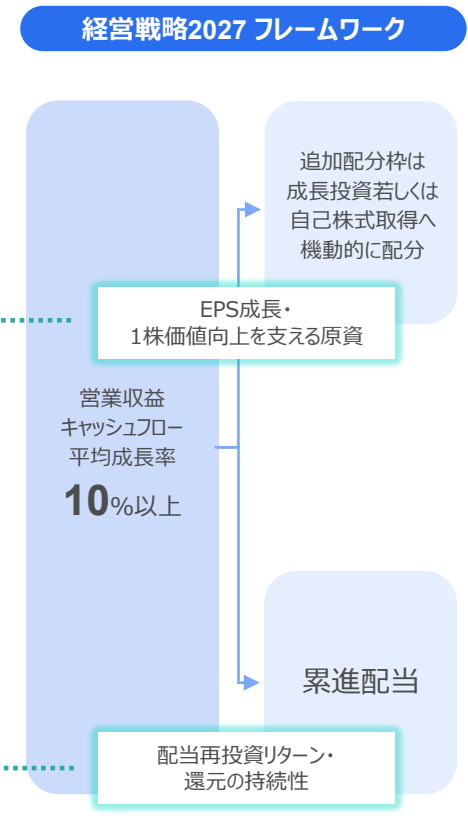 経営戦略2027 フレームワーク
追加配分枠は
成長投資若しくは
自己株式取得へ
機動的に配分
EPS成長・
1株価値向上を支える原資
営業収益
キャッシュフロー
平均成長率
10%以上
累進配当
配当再投資リターン・
還元の持続性